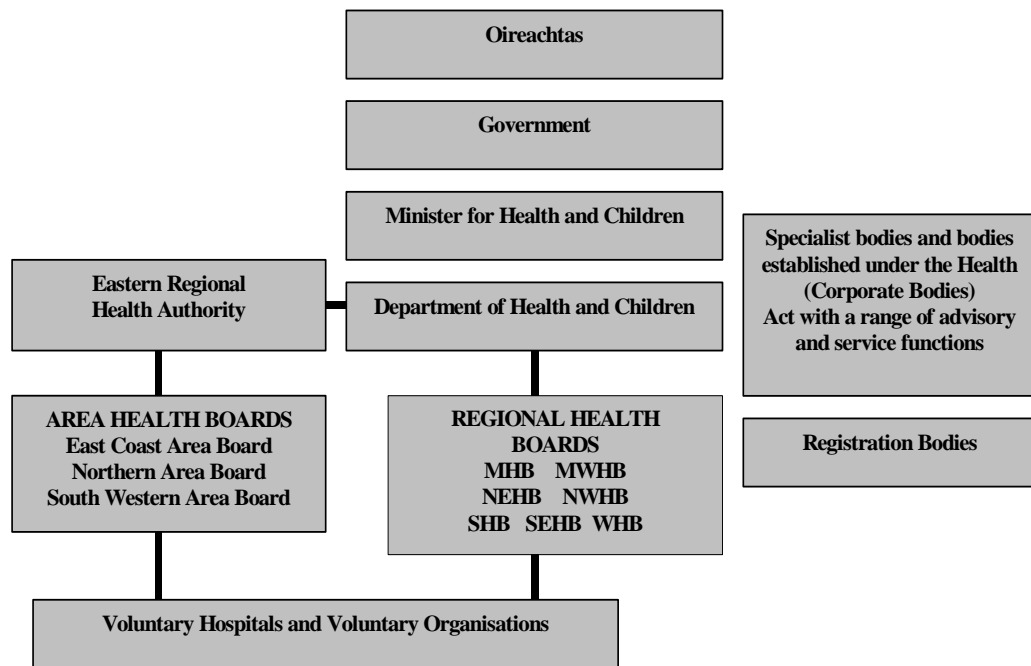 Oireachtas
Government
Minister for Health and Children
Specialist bodies and bodies
established under the Health
(Corporate Bodies)
Act with a range of advisory
and service functions
Eastern Regional
Health Authority
Department of Health and Children
AREA HEALTH BOARDS
East Coast Area Board
Northern Area Board
South Western Area Board
REGIONAL HEALTH
BOARDS
MHB MWHB
NEHB NWHB
SHB SEHB WHB
Registration Bodies
Voluntary Hospitals and Voluntary Organisations